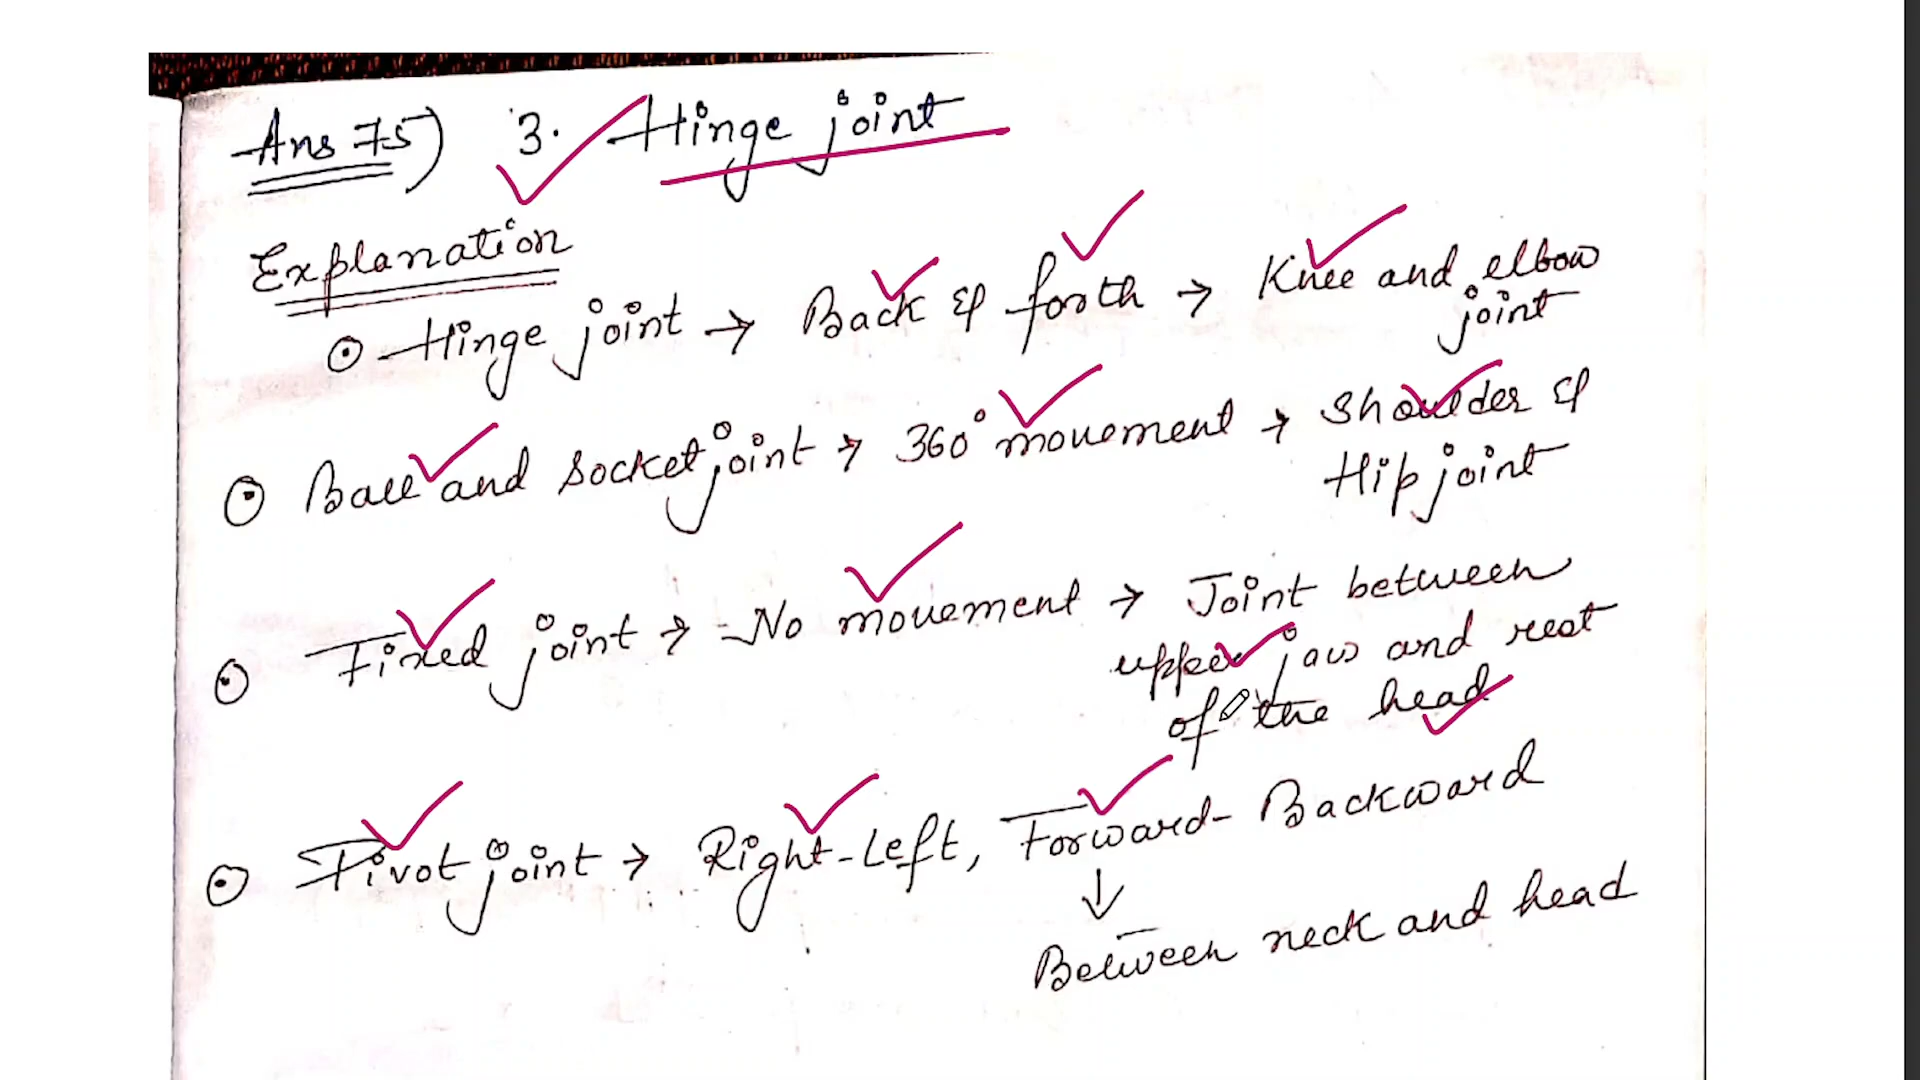 Ans 75) 3. Hinge joint
Explanation
⊙ Hinge joint → Back & forth → Knee and elbow
joint
⊙ Ball and socket joint → 360° movement → Shoulder &
Hip joint
⊙ Fixed joint → No movement → Joint between
upper jaw and rest
of the head
⊙ Pivot joint → Right-Left, Forward-Backward
↓
Between neck and head